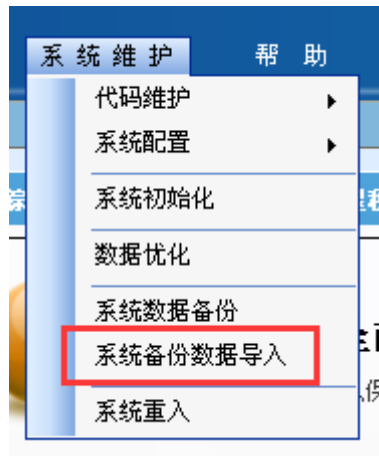 系统维护 帮助
代码维护
系统配置
系统初始化
数据优化
系统数据备份
系统备份数据导入
系统重入